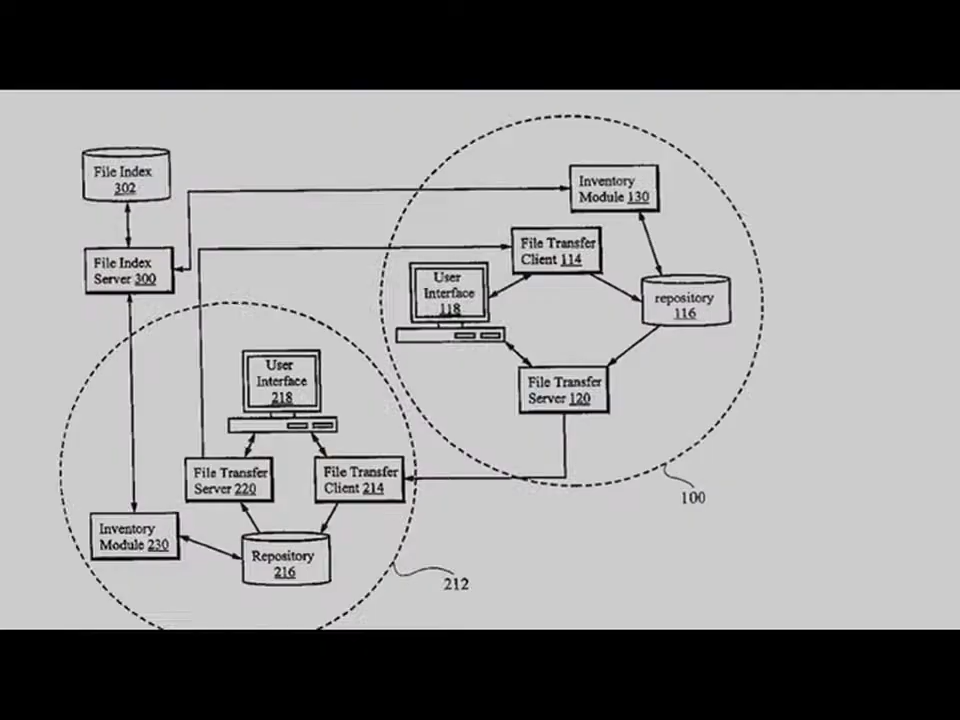 File Index
302
File Index
Server 300
Inventory
Module 130
File Transfer
Client 114
User
Interface
118
repository
116
File Transfer
Server 120
100
User
Interface
218
File Transfer
Server 220
File Transfer
Client 214
Inventory
Module 230
Repository
216
212